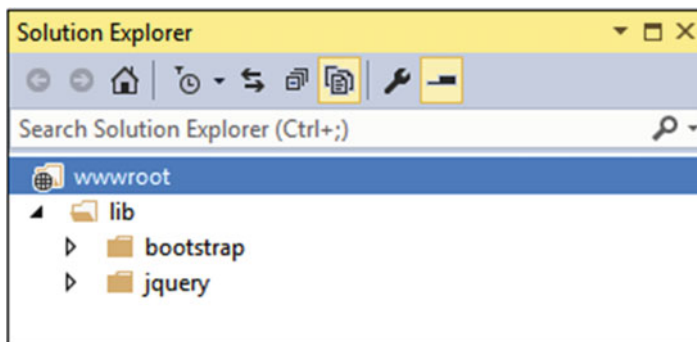 Solution Explorer
Search Solution Explorer (Ctrl+;)
wwwroot
lib
bootstrap
jquery